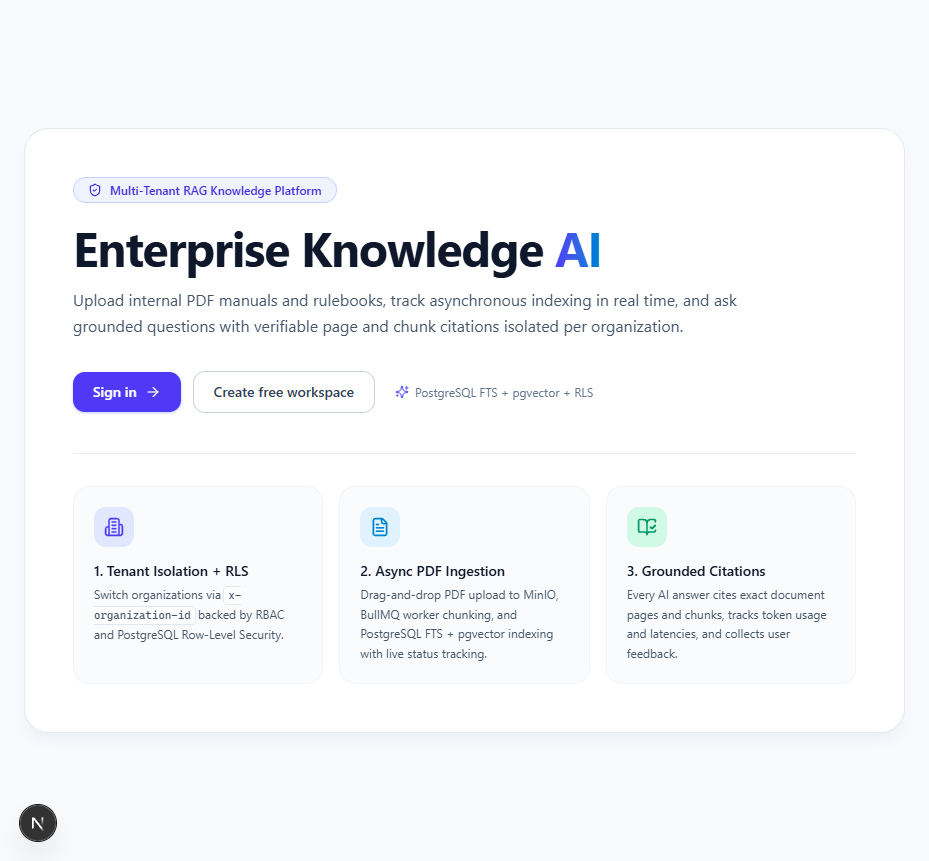 Multi-Tenant RAG Knowledge Platform
Enterprise Knowledge AI
Upload internal PDF manuals and rulebooks, track asynchronous indexing in real time, and ask
grounded questions with verifiable page and chunk citations isolated per organization.
Sign in →
Create free workspace
PostgreSQL FTS + pgvector + RLS
1. Tenant Isolation + RLS
Switch organizations via x-
organization-id backed by RBAC
and PostgreSQL Row-Level Security.
2. Async PDF Ingestion
Drag-and-drop PDF upload to MinIO,
BullMQ worker chunking, and
PostgreSQL FTS + pgvector indexing
with live status tracking.
3. Grounded Citations
Every AI answer cites exact document
pages and chunks, tracks token usage
and latencies, and collects user
feedback.
N